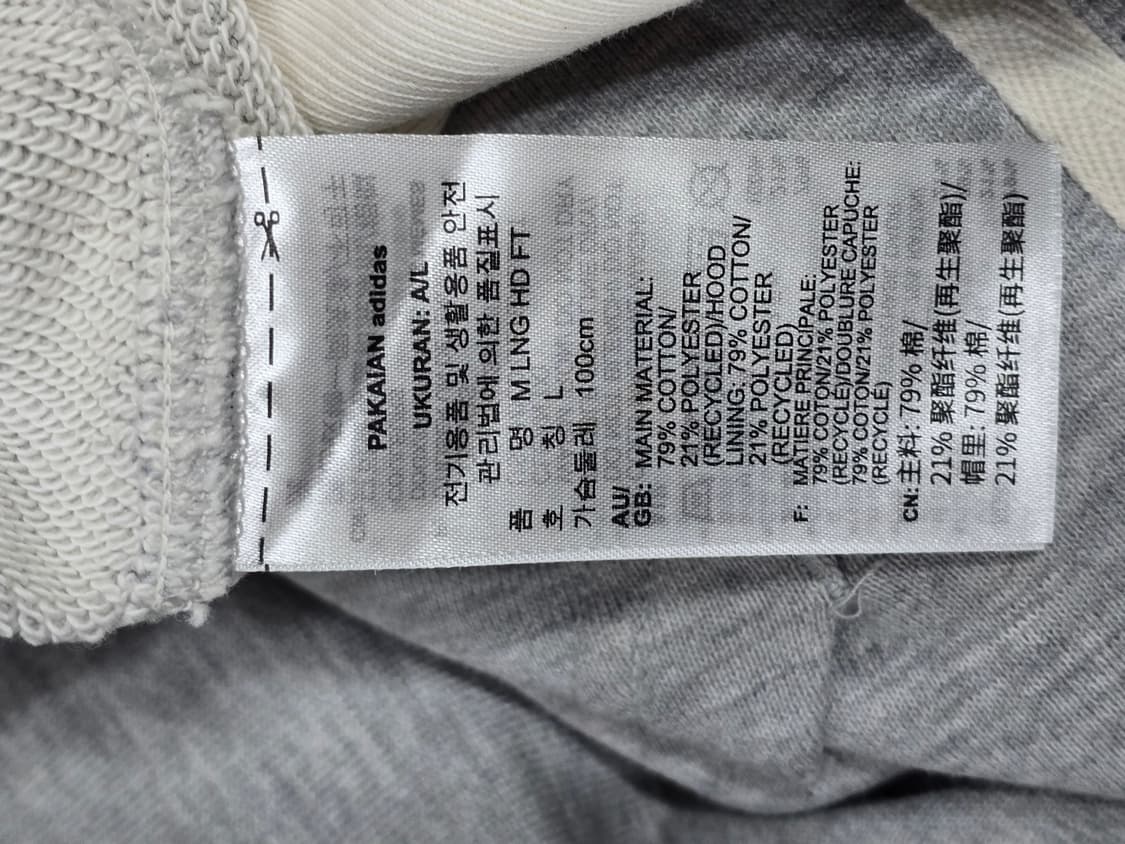 PAKAIAN adidas
UKURAN: A/L
전기용품 및 생활용품 안전
관리법에 의한 품질표시
품 명 M LNG HD FT
호 칭 L
가슴둘레 100cm
AU/
GB: MAIN MATERIAL:
79% COTTON/
21% POLYESTER
(RECYCLED)/HOOD
LINING: 79% COTTON/
21% POLYESTER
(RECYCLED)
F: MATIERE PRINCIPALE:
79% COTON/21% POLYESTER
(RECYCLÉ)/DOUBLURE CAPUCHE:
79% COTON/21% POLYESTER
(RECYCLÉ)
CN: 主料: 79% 棉/
21% 聚酯纤维(再生聚酯)/
帽里: 79% 棉/
21% 聚酯纤维(再生聚酯)